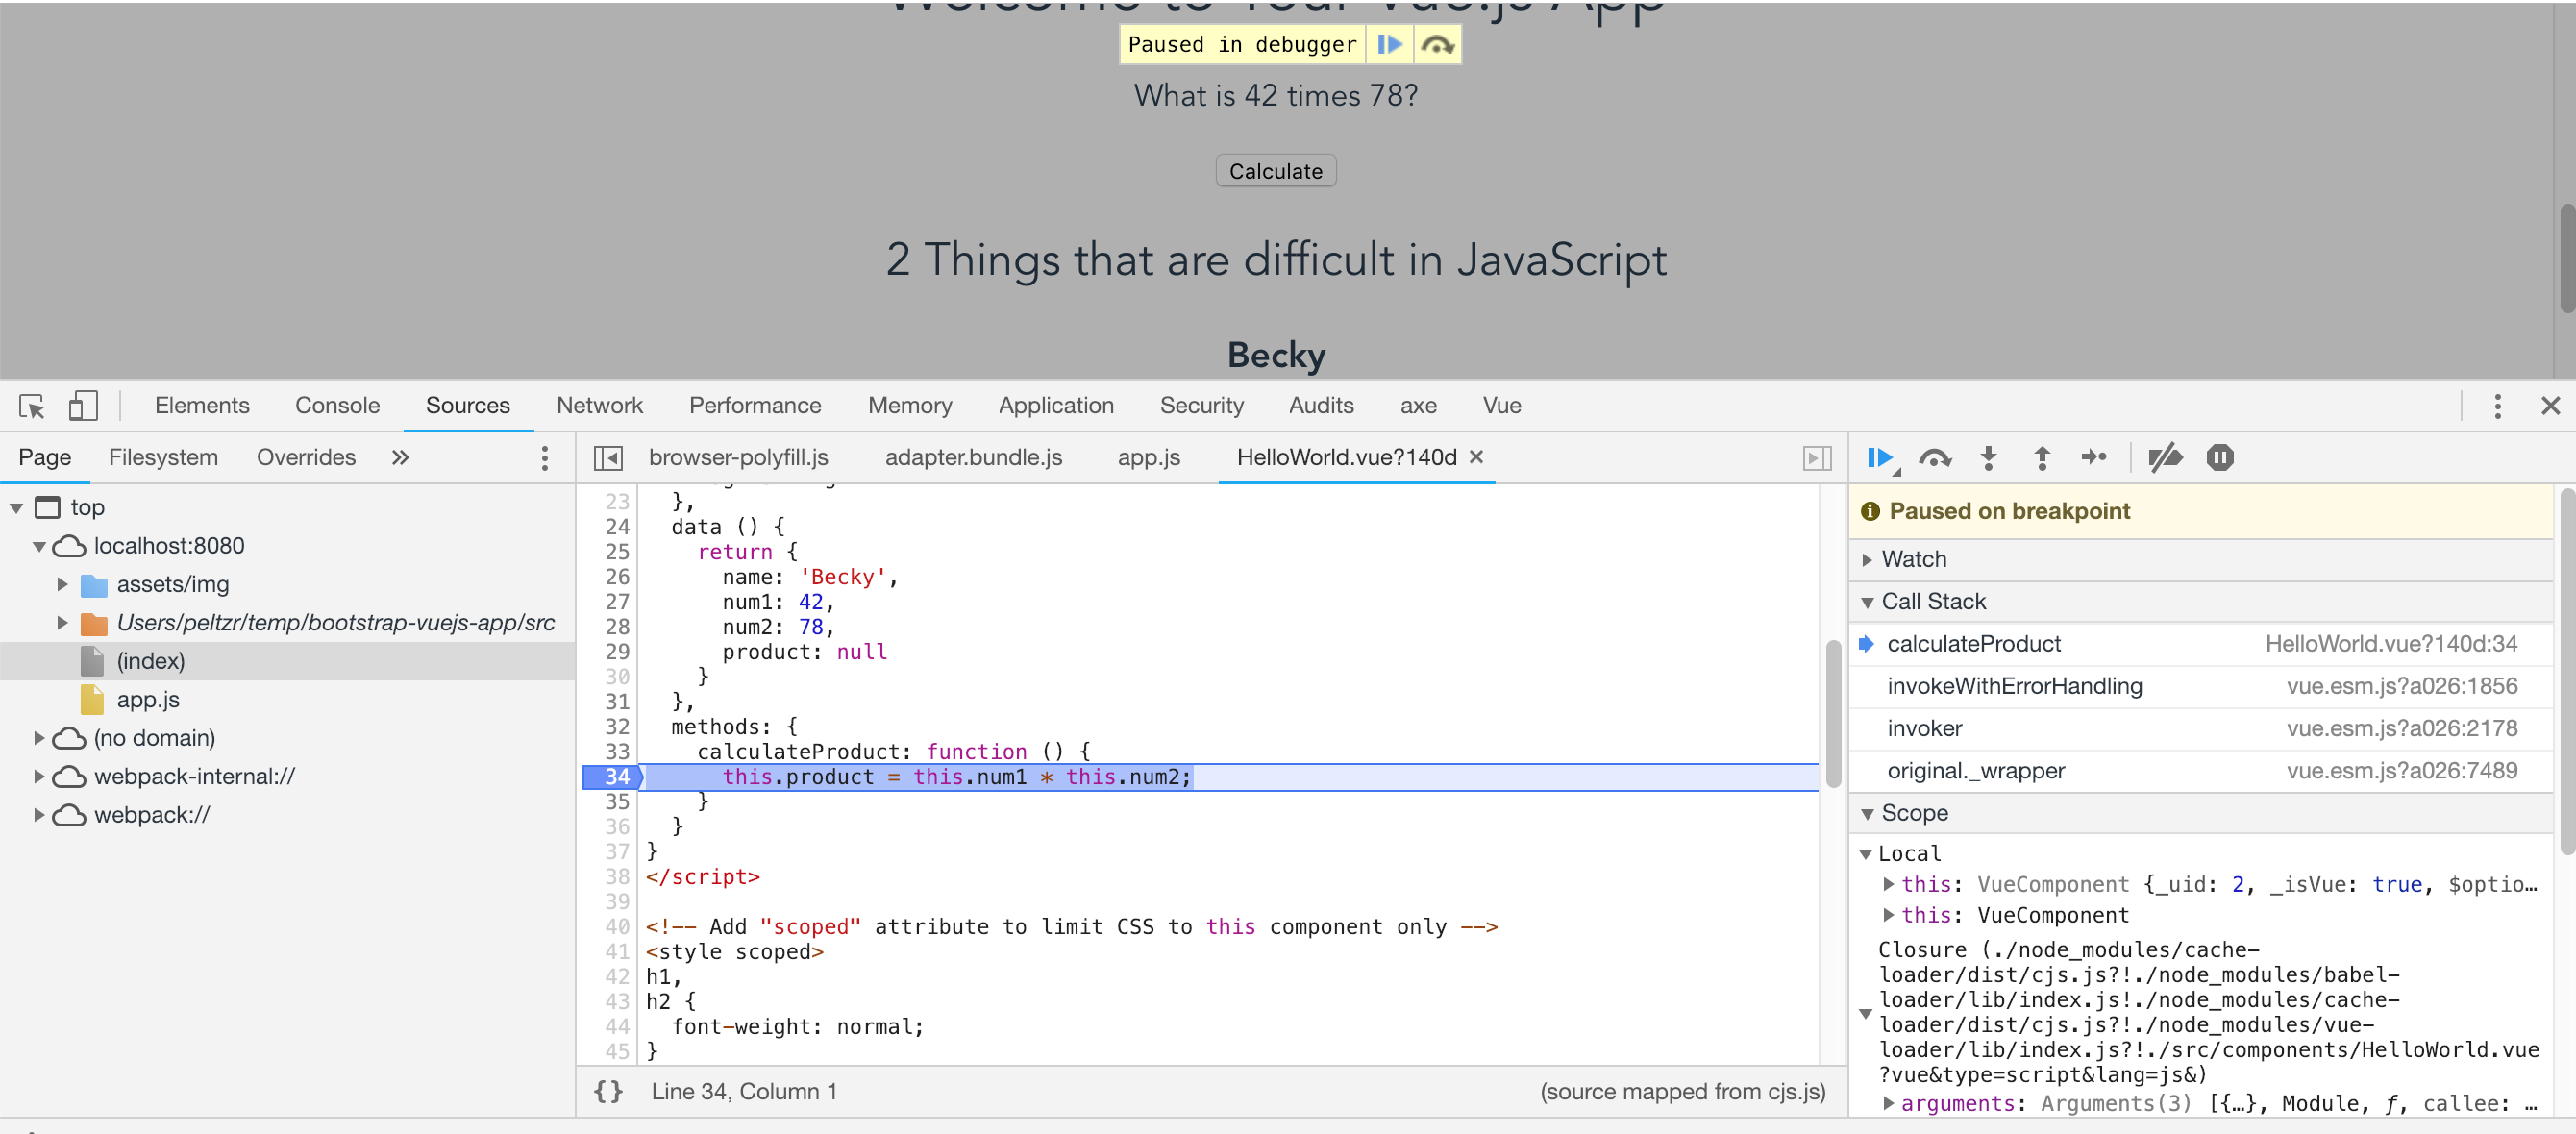 Welcome to Your Vue.js App
Paused in debugger
What is 42 times 78?
Calculate
2 Things that are difficult in JavaScript
Becky
Elements Console Sources Network Performance Memory Application Security Audits axe Vue
Page Filesystem Overrides »
browser-polyfill.js adapter.bundle.js app.js HelloWorld.vue?140d ×
top
localhost:8080
assets/img
Users/peltzr/temp/bootstrap-vuejs-app/src
(index)
app.js
(no domain)
webpack-internal://
webpack://
23 },
24 data () {
25 return {
26 name: 'Becky',
27 num1: 42,
28 num2: 78,
29 product: null
30 }
31 },
32 methods: {
33 calculateProduct: function () {
34 this.product = this.num1 * this.num2;
35 }
36 }
37 }
38 </script>
39
40 <!-- Add "scoped" attribute to limit CSS to this component only -->
41 <style scoped>
42 h1,
43 h2 {
44 font-weight: normal;
45 }
{} Line 34, Column 1 (source mapped from cjs.js)
Paused on breakpoint
Watch
Call Stack
calculateProduct HelloWorld.vue?140d:34
invokeWithErrorHandling vue.esm.js?a026:1856
invoker vue.esm.js?a026:2178
original._wrapper vue.esm.js?a026:7489
Scope
Local
this: VueComponent {_uid: 2, _isVue: true, $optio…
this: VueComponent
Closure (./node_modules/cache-
loader/dist/cjs.js?!./node_modules/babel-
loader/lib/index.js!./node_modules/cache-
loader/dist/cjs.js?!./node_modules/vue-
loader/lib/index.js?!./src/components/HelloWorld.vue
?vue&type=script&lang=js&)
arguments: Arguments(3) [{…}, Module, ƒ, callee: …